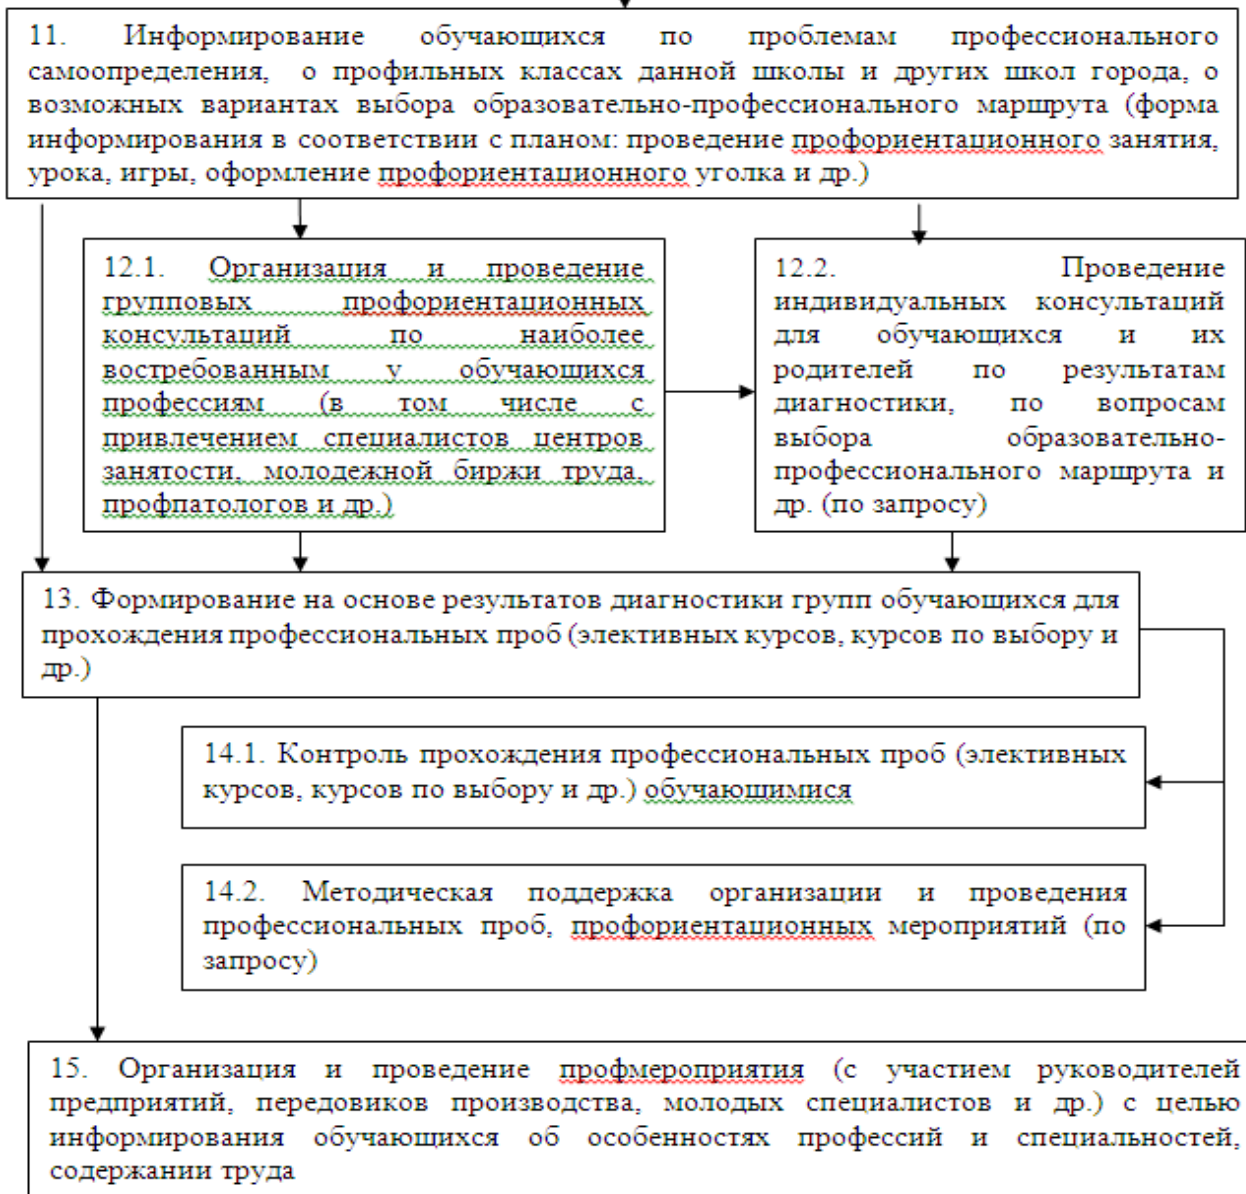 11. Информирование обучающихся по проблемам профессионального
самоопределения, о профильных классах данной школы и других школ города, о
возможных вариантах выбора образовательно-профессионального маршрута (форма
информирования в соответствии с планом: проведение профориентационного занятия,
урока, игры, оформление профориентационного уголка и др.)
12.1. Организация и проведение
групповых профориентационных
консультаций по наиболее
востребованным у обучающихся
профессиям (в том числе с
привлечением специалистов центров
занятости, молодежной биржи труда,
профпатологов и др.)
12.2. Проведение
индивидуальных консультаций
для обучающихся и их
родителей по результатам
диагностики, по вопросам
выбора образовательно-
профессионального маршрута и
др. (по запросу)
13. Формирование на основе результатов диагностики групп обучающихся для
прохождения профессиональных проб (элективных курсов, курсов по выбору и
др.)
14.1. Контроль прохождения профессиональных проб (элективных
курсов, курсов по выбору и др.) обучающимися
14.2. Методическая поддержка организации и проведения
профессиональных проб, профориентационных мероприятий (по
запросу)
15. Организация и проведение профмероприятия (с участием руководителей
предприятий, передовиков производства, молодых специалистов и др.) с целью
информирования обучающихся об особенностях профессий и специальностей,
содержании труда